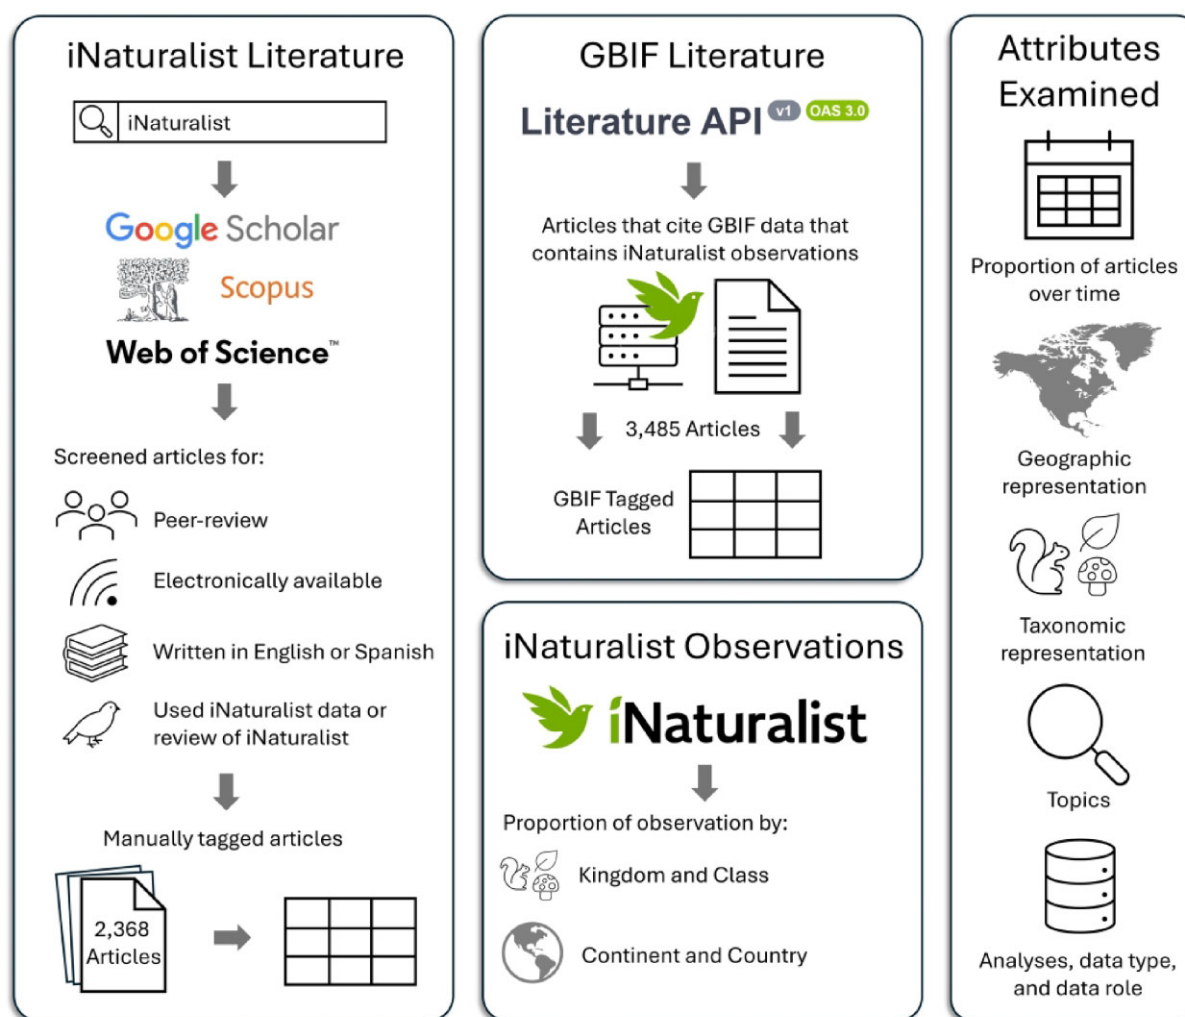 iNaturalist Literature
iNaturalist
Google Scholar
Scopus
Web of Science™
Screened articles for:
Peer-review
Electronically available
Written in English or Spanish
Used iNaturalist data or
review of iNaturalist
Manually tagged articles
2,368
Articles
GBIF Literature
Literature API v1 OAS 3.0
Articles that cite GBIF data that
contains iNaturalist observations
3,485 Articles
GBIF Tagged
Articles
iNaturalist Observations
iNaturalist
Proportion of observation by:
Kingdom and Class
Continent and Country
Attributes
Examined
Proportion of articles
over time
Geographic
representation
Taxonomic
representation
Topics
Analyses, data type,
and data role